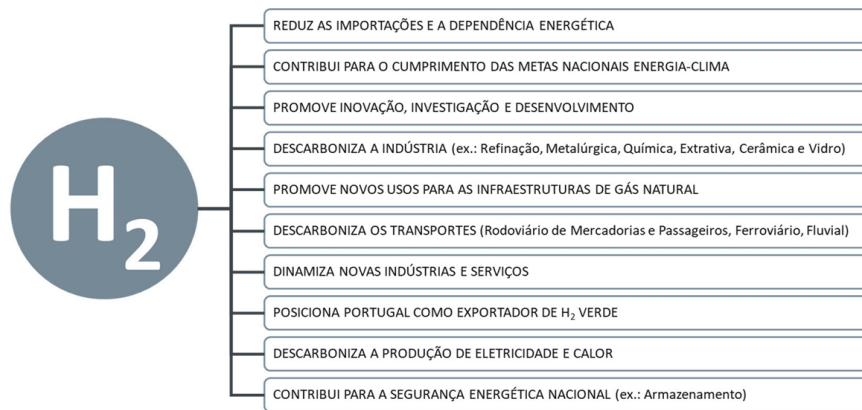 H2
REDUZ AS IMPORTAÇÕES E A DEPENDÊNCIA ENERGÉTICA
CONTRIBUI PARA O CUMPRIMENTO DAS METAS NACIONAIS ENERGIA-CLIMA
PROMOVE INOVAÇÃO, INVESTIGAÇÃO E DESENVOLVIMENTO
DESCARBONIZA A INDÚSTRIA (ex.: Refinação, Metalúrgica, Química, Extrativa, Cerâmica e Vidro)
PROMOVE NOVOS USOS PARA AS INFRAESTRUTURAS DE GÁS NATURAL
DESCARBONIZA OS TRANSPORTES (Rodoviário de Mercadorias e Passageiros, Ferroviário, Fluvial)
DINAMIZA NOVAS INDÚSTRIAS E SERVIÇOS
POSICIONA PORTUGAL COMO EXPORTADOR DE H2 VERDE
DESCARBONIZA A PRODUÇÃO DE ELETRICIDADE E CALOR
CONTRIBUI PARA A SEGURANÇA ENERGÉTICA NACIONAL (ex.: Armazenamento)